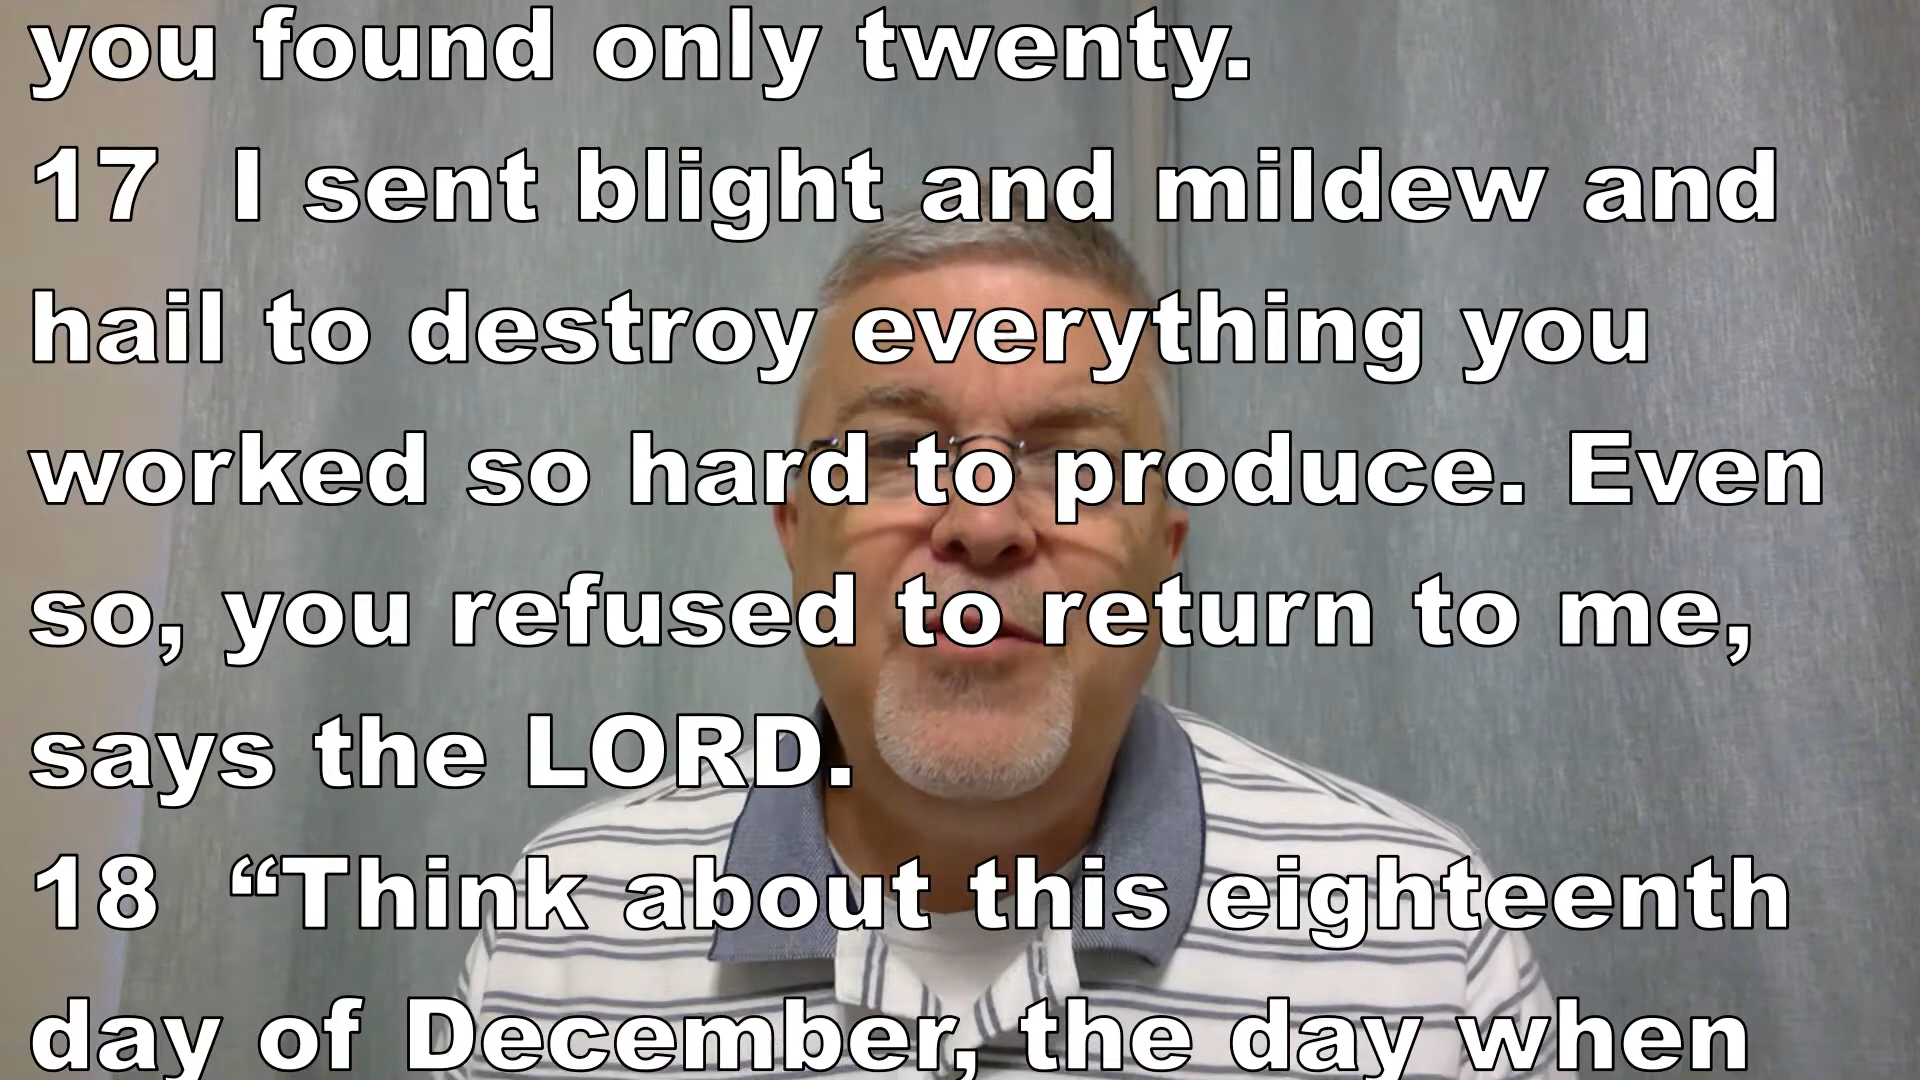 you found only twenty.
17 I sent blight and mildew and
hail to destroy everything you
worked so hard to produce. Even
so, you refused to return to me,
says the LORD.
18 “Think about this eighteenth
day of December, the day when